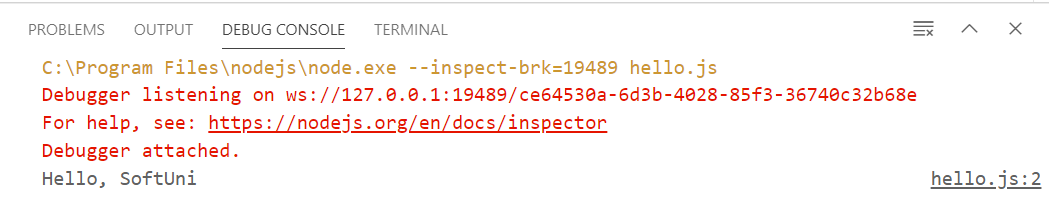 PROBLEMS OUTPUT DEBUG CONSOLE TERMINAL
C:\Program Files\nodejs\node.exe --inspect-brk=19489 hello.js
Debugger listening on ws://127.0.0.1:19489/ce64530a-6d3b-4028-85f3-36740c32b68e
For help, see: https://nodejs.org/en/docs/inspector
Debugger attached.
Hello, SoftUni hello.js:2